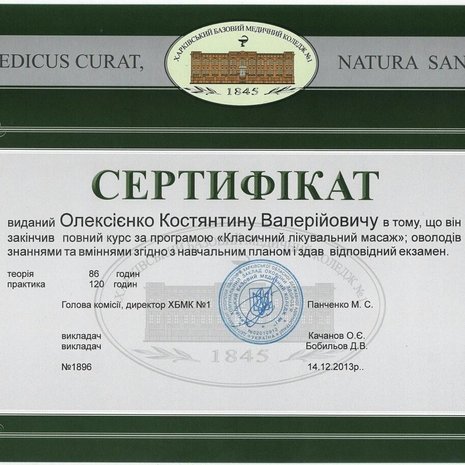 ХАРКІВСЬКИЙ БАЗОВИЙ МЕДИЧНИЙ КОЛЕДЖ №1
EDICUS CURAT,
NATURA SAN
1845
СЕРТИФІКАТ
виданий Олексієнко Костянтину Валерійовичу в тому, що він
закінчив повний курс за програмою «Класичний лікувальний масаж»; оволодів
знаннями та вміннями згідно з навчальним планом і здав відповідний екзамен.
теорія 86 годин
практика 120 годин
Голова комісії, директор ХБМК №1 Панченко М. С.
викладач Качанов О.Є.
викладач Бобильов Д.В.
1845
№1896 14.12.2013р..